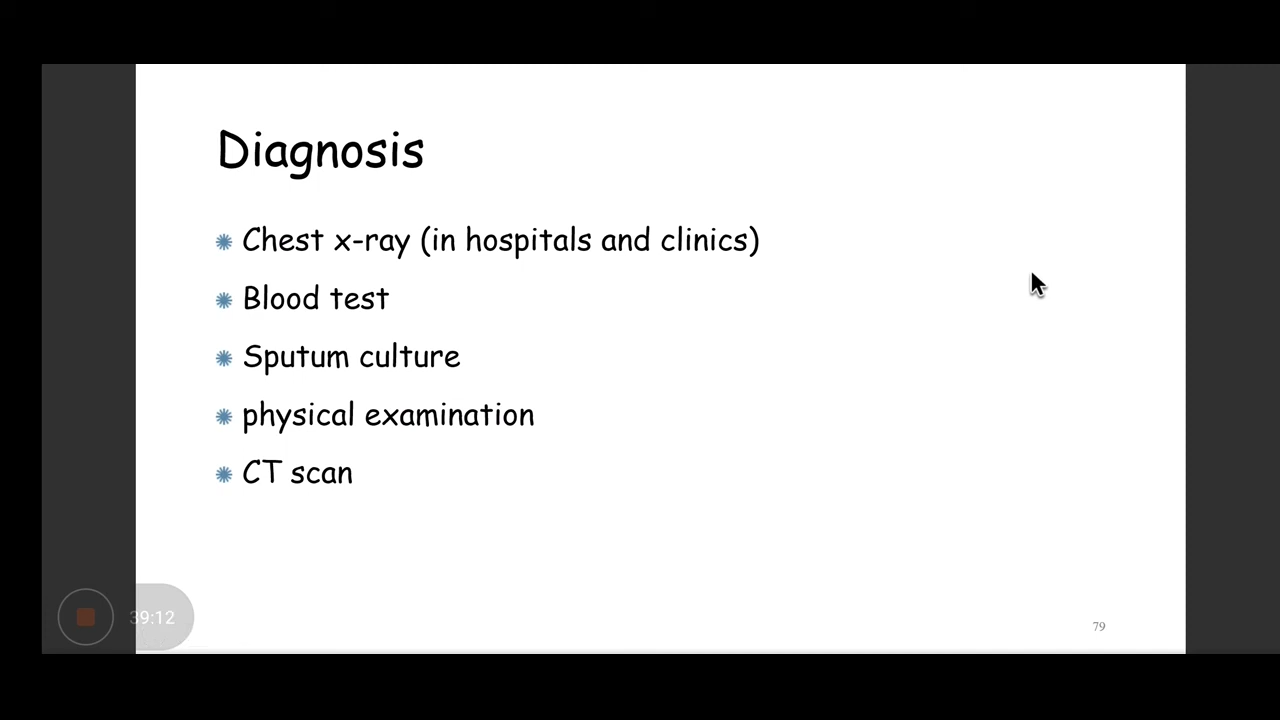 Diagnosis
Chest x-ray (in hospitals and clinics)
Blood test
Sputum culture
physical examination
CT scan
39:12
79